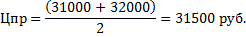 Цпр = (31000 + 32000) / 2 = 31500 руб.